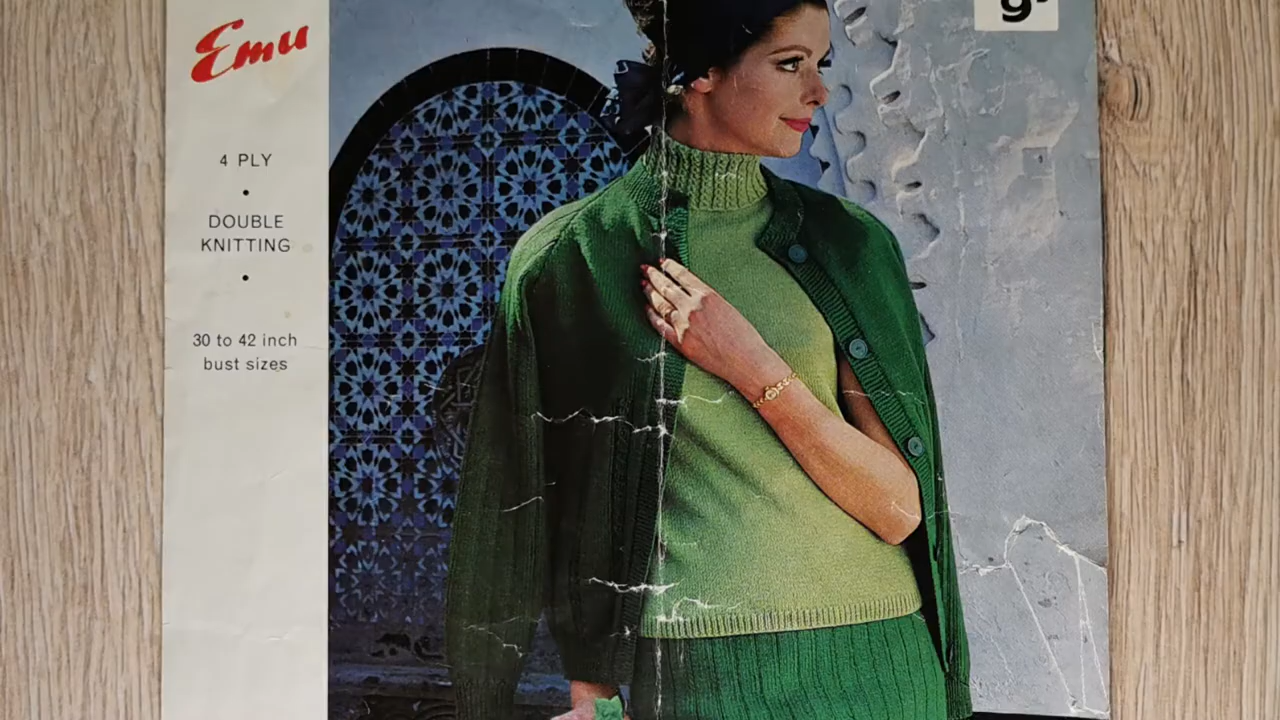 Emu
4 PLY
•
DOUBLE
KNITTING
•
30 to 42 inch
bust sizes